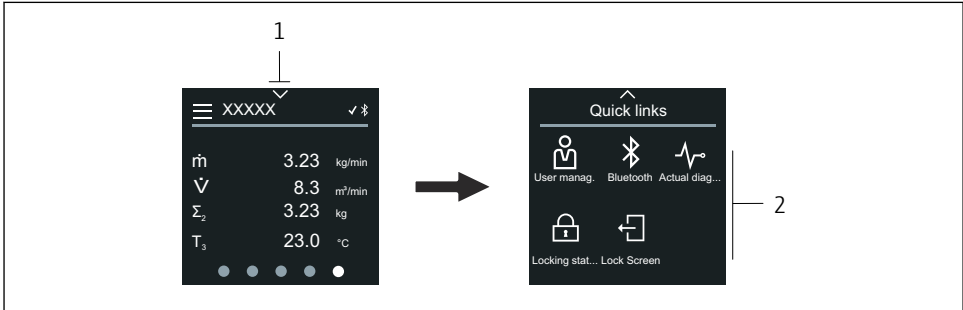 1
XXXXX
ṁ 3.23 kg/min
V̇ 8.3 m³/min
Σ₂ 3.23 kg
T₃ 23.0 °C
Quick links
User manag. Bluetooth Actual diag...
Locking stat... Lock Screen
2